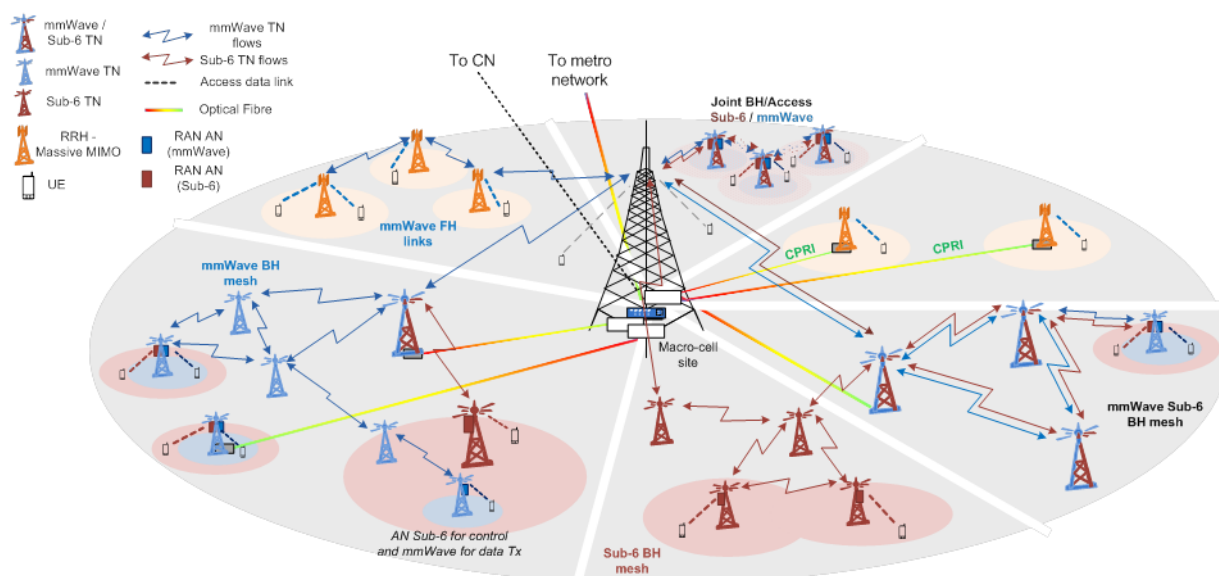 mmWave /
Sub-6 TN
mmWave TN
flows
Sub-6 TN flows
mmWave TN
Access data link
Sub-6 TN
Optical Fibre
RRH -
Massive MIMO
RAN AN
(mmWave)
UE
RAN AN
(Sub-6)
To CN
To metro
network
Joint BH/Access
Sub-6 / mmWave
mmWave FH
links
CPRI
CPRI
mmWave BH
mesh
Macro-cell
site
mmWave Sub-6
BH mesh
AN Sub-6 for control
and mmWave for data Tx
Sub-6 BH
mesh